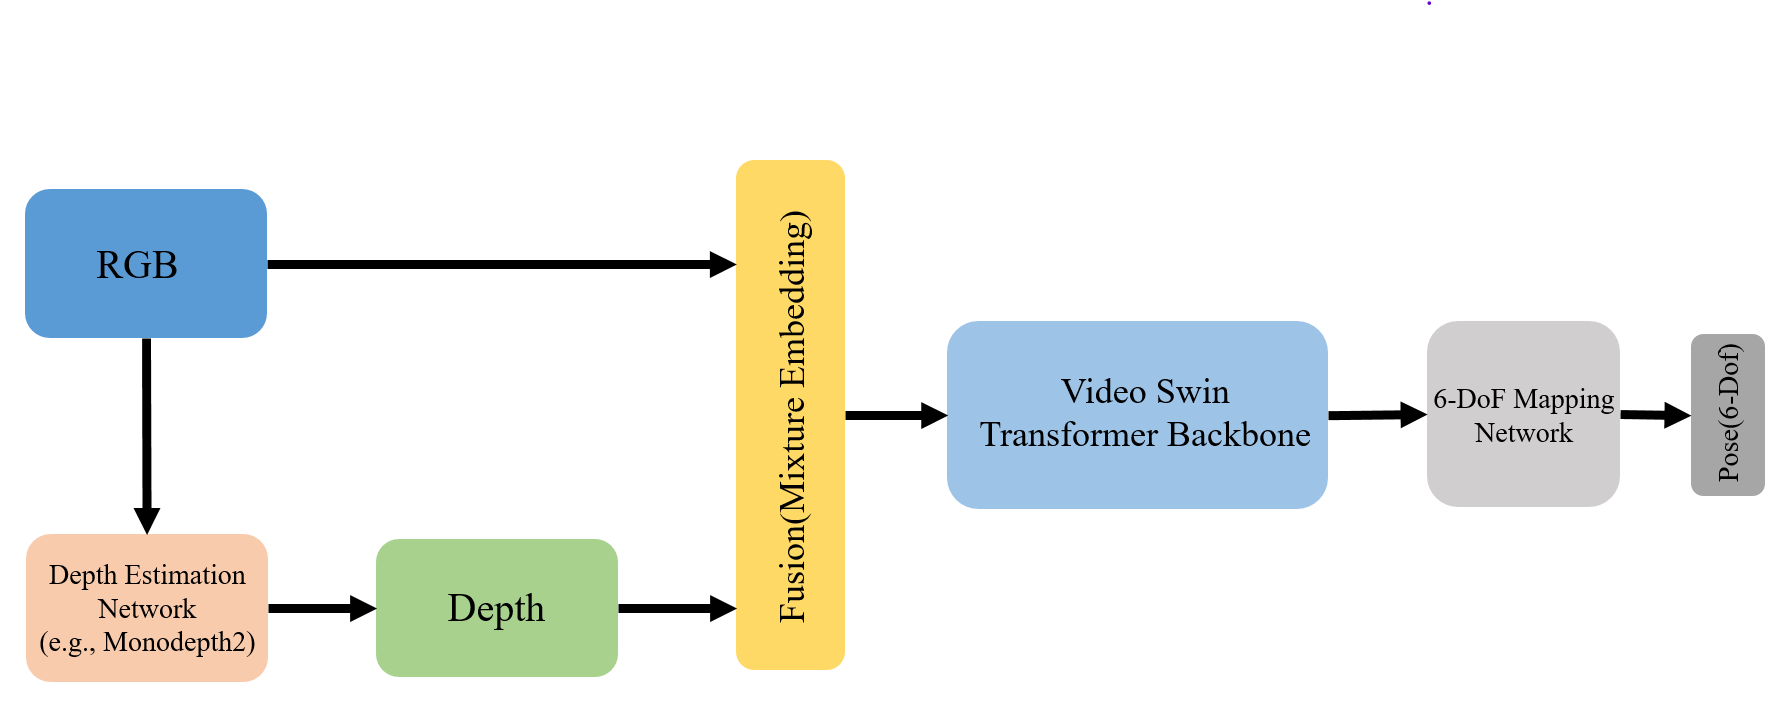 RGB
Depth Estimation
Network
(e.g., Monodepth2)
Depth
Fusion(Mixture Embedding)
Video Swin
Transformer Backbone
6-DoF Mapping
Network
Pose(6-Dof)